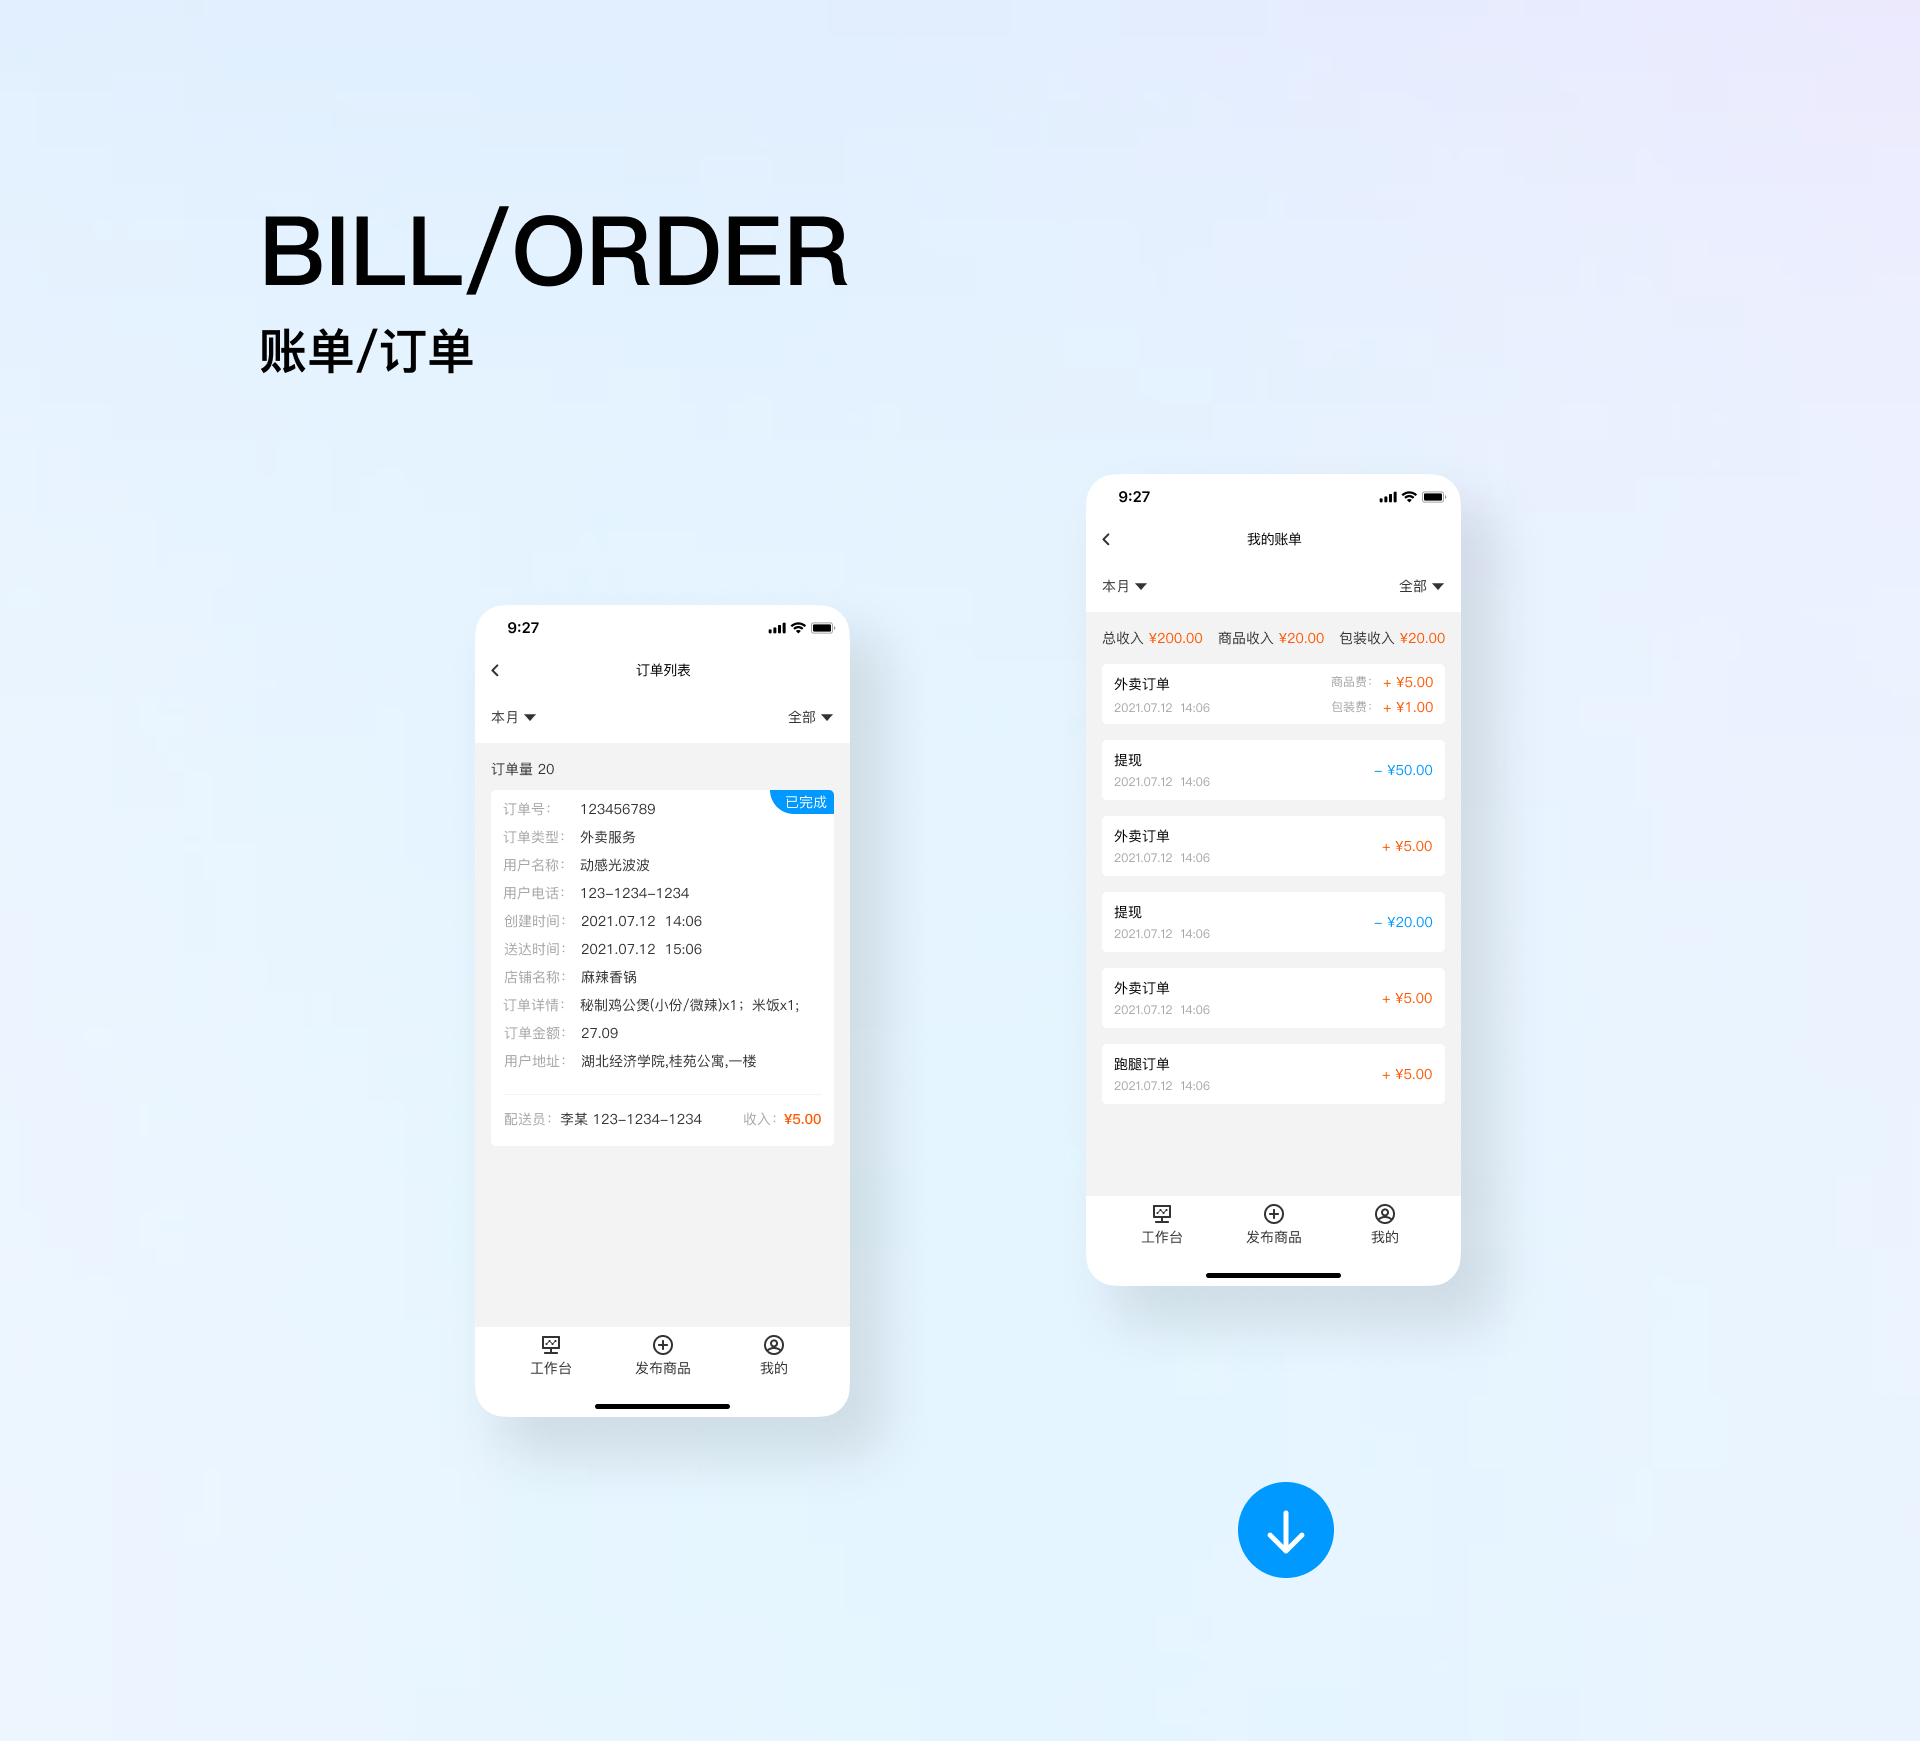 BILL/ORDER
账单/订单
9:27
订单列表
本月 全部
订单量 20
已完成
订单号： 123456789
订单类型： 外卖服务
用户名称： 动感光波波
用户电话： 123-1234-1234
创建时间： 2021.07.12 14:06
送达时间： 2021.07.12 15:06
店铺名称： 麻辣香锅
订单详情： 秘制鸡公煲(小份/微辣)x1；米饭x1;
订单金额： 27.09
用户地址： 湖北经济学院,桂苑公寓,一楼
配送员：李某 123-1234-1234 收入：¥5.00
工作台 发布商品 我的
9:27
我的账单
本月 全部
总收入 ¥200.00 商品收入 ¥20.00 包装收入 ¥20.00
外卖订单 商品费： + ¥5.00
2021.07.12 14:06 包装费： + ¥1.00
提现
2021.07.12 14:06
- ¥50.00
外卖订单
2021.07.12 14:06
+ ¥5.00
提现
2021.07.12 14:06
- ¥20.00
外卖订单
2021.07.12 14:06
+ ¥5.00
跑腿订单
2021.07.12 14:06
+ ¥5.00
工作台 发布商品 我的